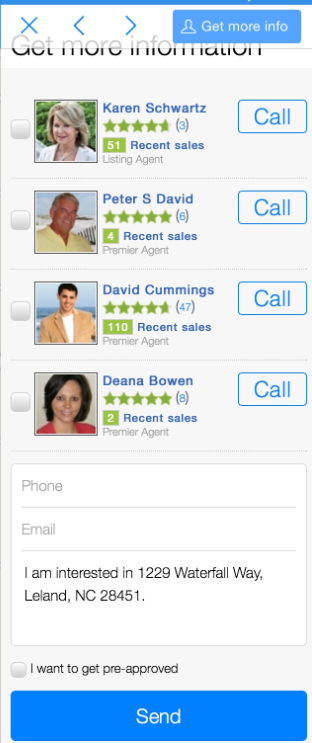 Get more info
Get more information
Karen Schwartz
(3)
51 Recent sales
Listing Agent
Call
Peter S David
(6)
4 Recent sales
Premier Agent
Call
David Cummings
(47)
110 Recent sales
Premier Agent
Call
Deana Bowen
(8)
2 Recent sales
Premier Agent
Call
Phone
Email
I am interested in 1229 Waterfall Way,
Leland, NC 28451.
I want to get pre-approved
Send